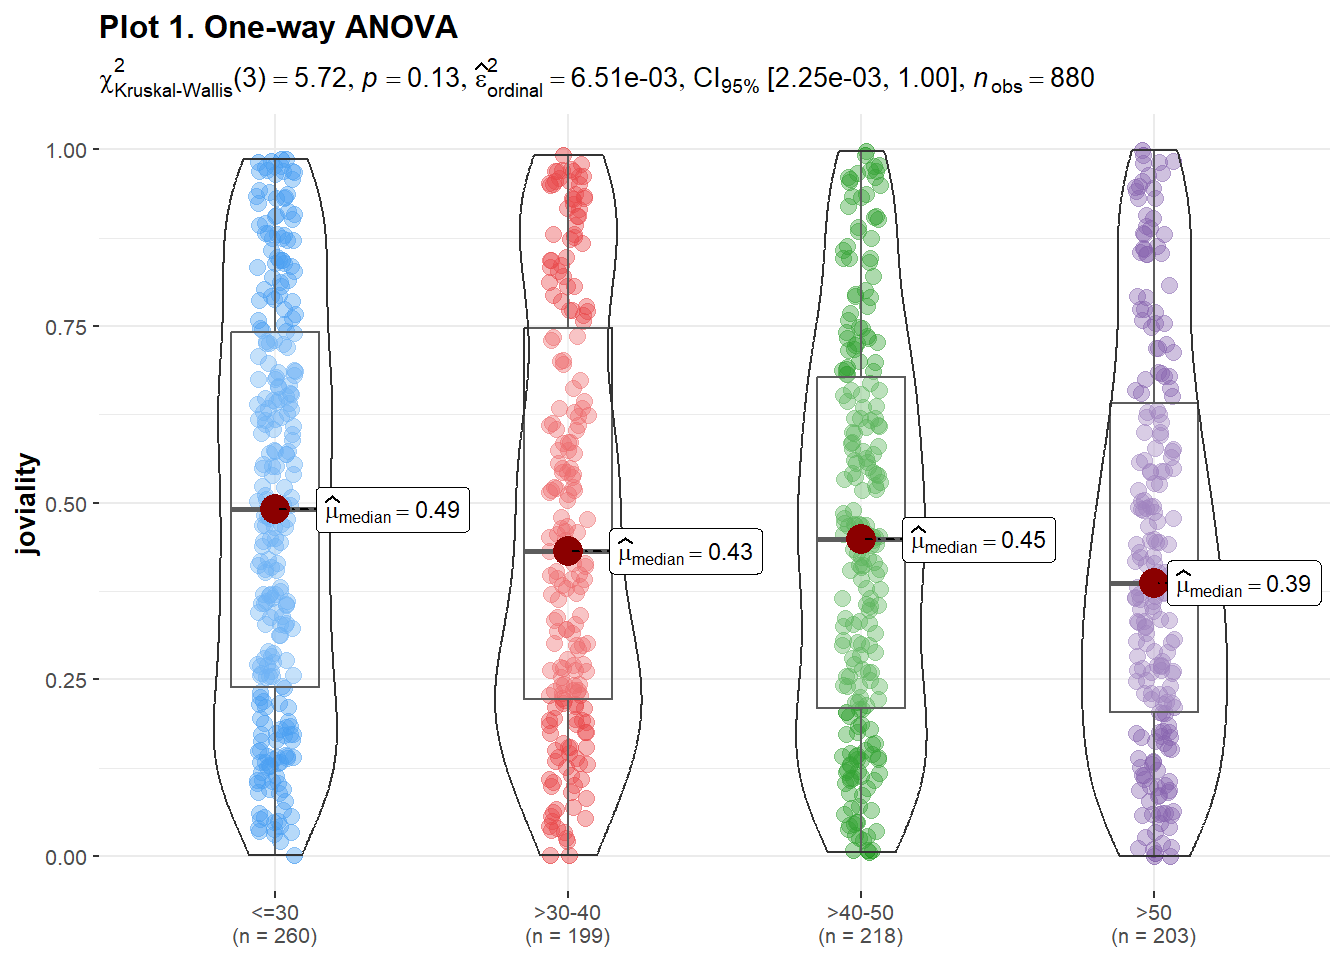 Plot 1. One-way ANOVA
χ²Kruskal-Wallis(3) = 5.72, p = 0.13, ε̂²ordinal = 6.51e-03, CI95% [2.25e-03, 1.00], nobs = 880
joviality
1.00
0.75
0.50
0.25
0.00
μ̂median = 0.49
μ̂median = 0.43
μ̂median = 0.45
μ̂median = 0.39
<=30
(n = 260)
>30-40
(n = 199)
>40-50
(n = 218)
>50
(n = 203)